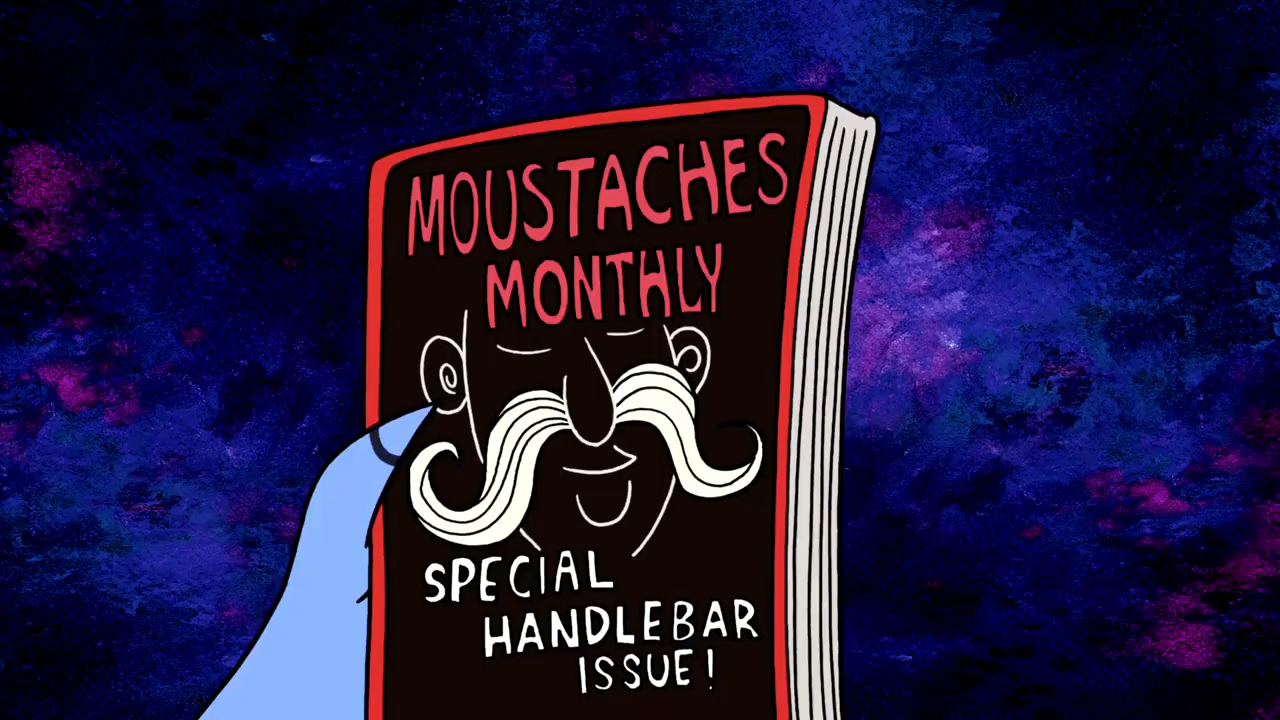 MOUSTACHES
MONTHLY
SPECIAL
HANDLEBAR
ISSUE!